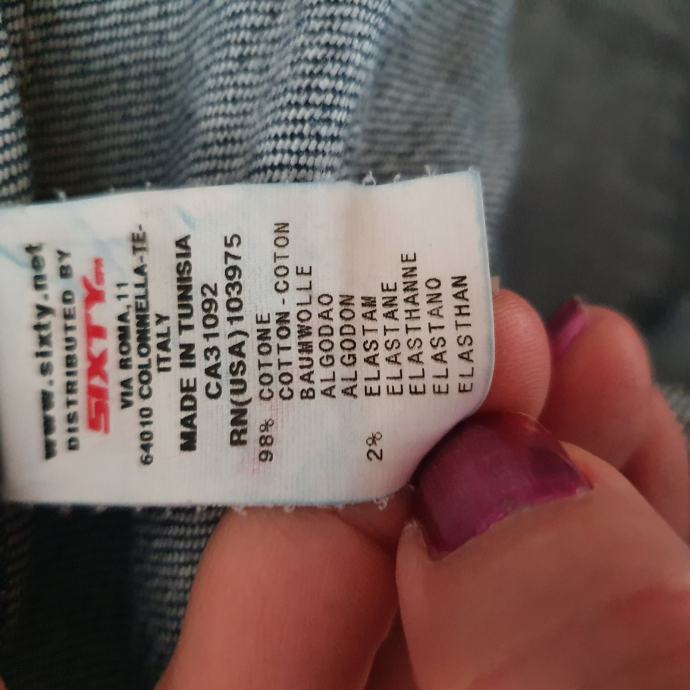 www.sixty.net
DISTRIBUTED BY
SIXTY SPA
VIA ROMA,11
64010 COLONNELLA-TE-
ITALY
MADE IN TUNISIA
CA31092
RN(USA)103975
98% COTONE
COTTON-COTON
BAUMWOLLE
ALGODAO
ALGODON
2% ELASTAM
ELASTANE
ELASTHANNE
ELASTANO
ELASTHAN